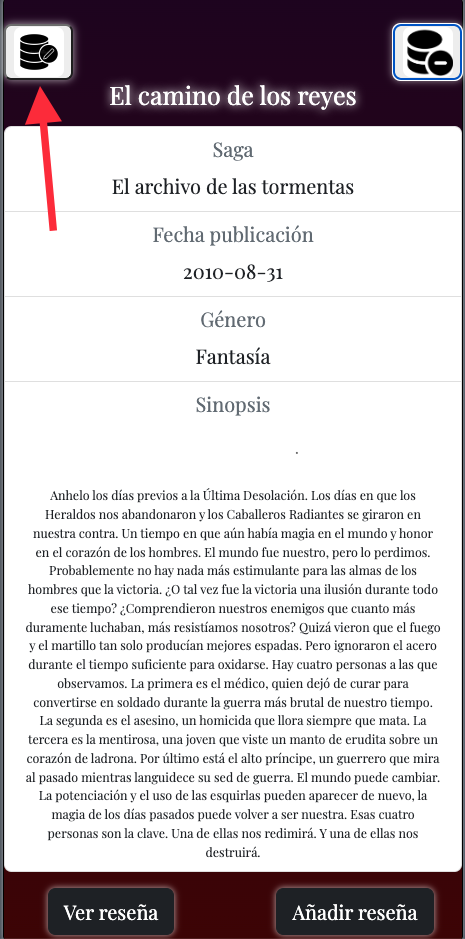 El camino de los reyes
Saga
El archivo de las tormentas
Fecha publicación
2010-08-31
Género
Fantasía
Sinopsis
.
Anhelo los días previos a la Última Desolación. Los días en que los
Heraldos nos abandonaron y los Caballeros Radiantes se giraron en
nuestra contra. Un tiempo en que aún había magia en el mundo y honor
en el corazón de los hombres. El mundo fue nuestro, pero lo perdimos.
Probablemente no hay nada más estimulante para las almas de los
hombres que la victoria. ¿O tal vez fue la victoria una ilusión durante todo
ese tiempo? ¿Comprendieron nuestros enemigos que cuanto más
duramente luchaban, más resistíamos nosotros? Quizá vieron que el fuego
y el martillo tan solo producían mejores espadas. Pero ignoraron el acero
durante el tiempo suficiente para oxidarse. Hay cuatro personas a las que
observamos. La primera es el médico, quien dejó de curar para
convertirse en soldado durante la guerra más brutal de nuestro tiempo.
La segunda es el asesino, un homicida que llora siempre que mata. La
tercera es la mentirosa, una joven que viste un manto de erudita sobre un
corazón de ladrona. Por último está el alto príncipe, un guerrero que mira
al pasado mientras languidece su sed de guerra. El mundo puede cambiar.
La potenciación y el uso de las esquirlas pueden aparecer de nuevo, la
magia de los días pasados puede volver a ser nuestra. Esas cuatro
personas son la clave. Una de ellas nos redimirá. Y una de ellas nos
destruirá.
Ver reseña
Añadir reseña